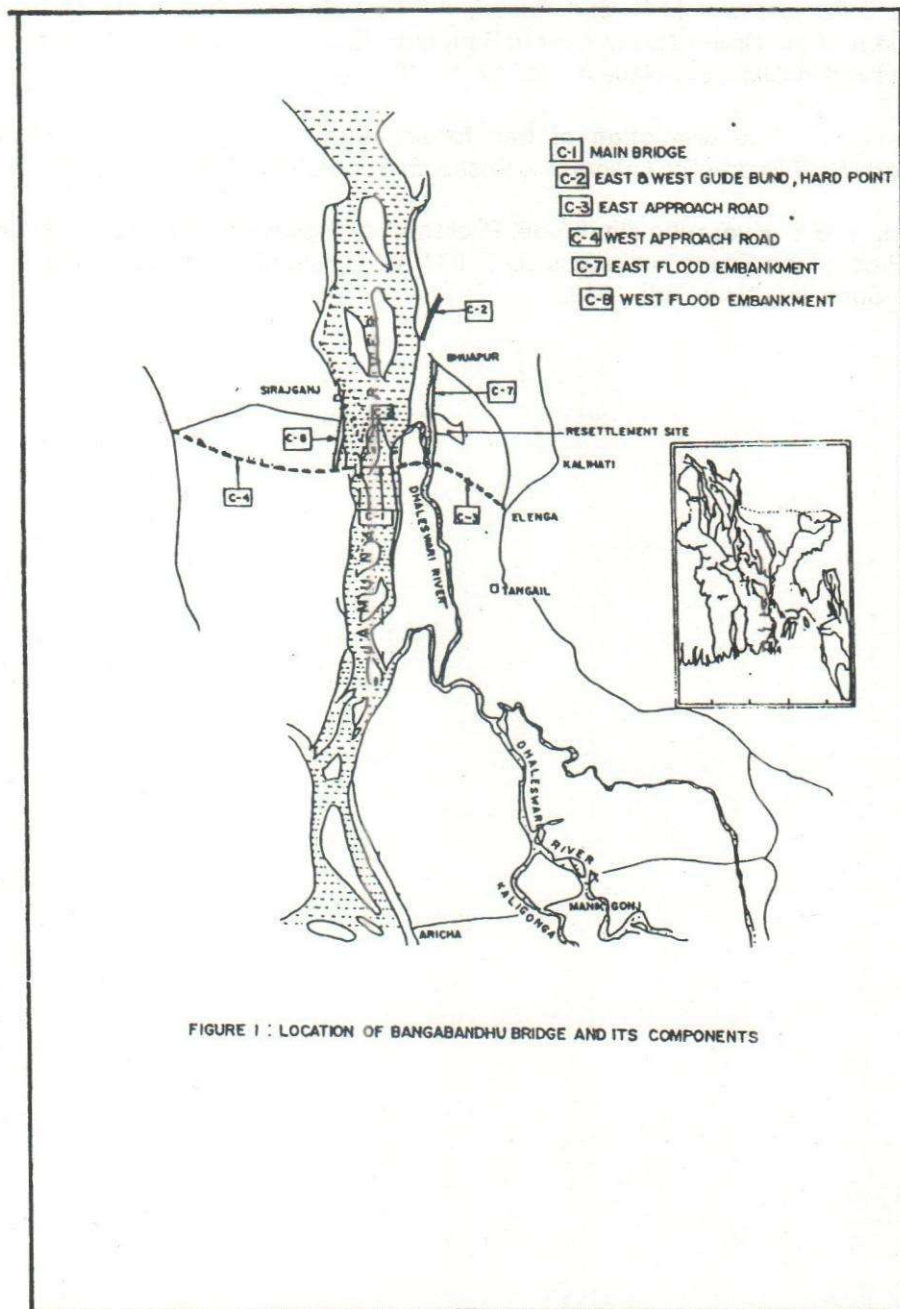 C-1 MAIN BRIDGE
C-2 EAST & WEST GUIDE BUND, HARD POINT
C-3 EAST APPROACH ROAD
C-4 WEST APPROACH ROAD
C-7 EAST FLOOD EMBANKMENT
C-8 WEST FLOOD EMBANKMENT
C-2
BHUAPUR
SIRAJGANJ
C-7
C-8
RESETTLEMENT SITE
KALIHATI
C-4
C-1
C-3
ELENGA
JAMUNA RIVER
DHALESWARI RIVER
TANGAIL
DHALESWARI RIVER
KALIGONGA
MANIKGONJ
ARICHA
FIGURE 1 : LOCATION OF BANGABANDHU BRIDGE AND ITS COMPONENTS